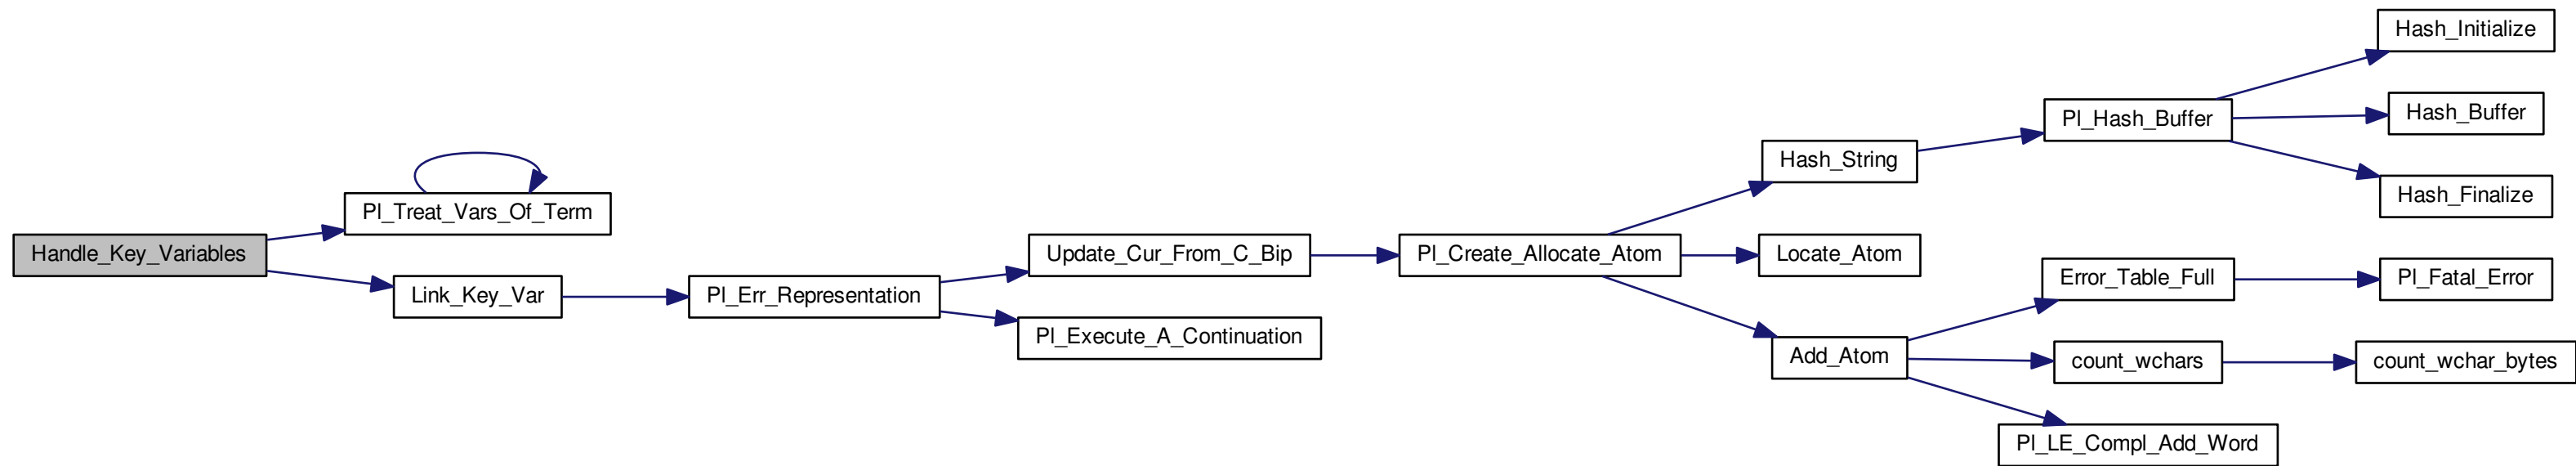 Handle_Key_Variables
Pl_Treat_Vars_Of_Term
Link_Key_Var
Pl_Err_Representation
Update_Cur_From_C_Bip
Pl_Execute_A_Continuation
Pl_Create_Allocate_Atom
Hash_String
Locate_Atom
Add_Atom
Pl_Hash_Buffer
Error_Table_Full
count_wchars
Pl_LE_Compl_Add_Word
Hash_Initialize
Hash_Buffer
Hash_Finalize
Pl_Fatal_Error
count_wchar_bytes